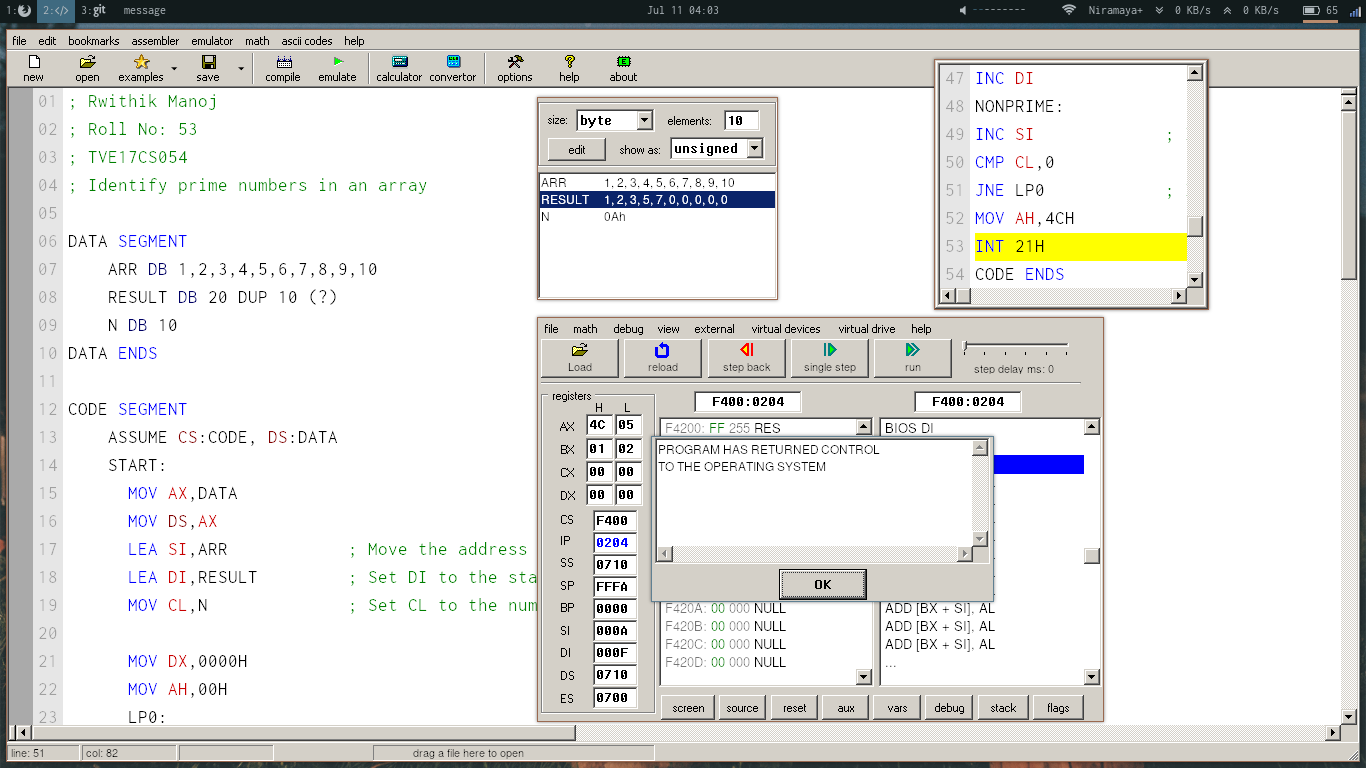 1: 2:</> 3:git message Jul 11 04:03 Niramaya+ 0 KB/s 0 KB/s 65
file edit bookmarks assembler emulator math ascii codes help
new open examples save compile emulate calculator convertor options help about
01 ; Rwithik Manoj
02 ; Roll No: 53
03 ; TVE17CS054
04 ; Identify prime numbers in an array
05
06 DATA SEGMENT
07 ARR DB 1,2,3,4,5,6,7,8,9,10
08 RESULT DB 20 DUP 10 (?)
09 N DB 10
10 DATA ENDS
11
12 CODE SEGMENT
13 ASSUME CS:CODE, DS:DATA
14 START:
15 MOV AX,DATA
16 MOV DS,AX
17 LEA SI,ARR ; Move the address
18 LEA DI,RESULT ; Set DI to the sta
19 MOV CL,N ; Set CL to the num
20
21 MOV DX,0000H
22 MOV AH,00H
23 LP0:
size: byte elements: 10
edit show as: unsigned
ARR 1, 2, 3, 4, 5, 6, 7, 8, 9, 10
RESULT 1, 2, 3, 5, 7, 0, 0, 0, 0, 0
N 0Ah
47 INC DI
48 NONPRIME:
49 INC SI ;
50 CMP CL,0
51 JNE LP0 ;
52 MOV AH,4CH
53 INT 21H
54 CODE ENDS
file math debug view external virtual devices virtual drive help
Load reload step back single step run step delay ms: 0
registers F400:0204 F400:0204
H L
AX 4C 05
BX 01 02
CX 00 00
DX 00 00
CS F400
IP 0204
SS 0710
SP FFFA
BP 0000
SI 000A
DI 000F
DS 0710
ES 0700
F4200: FF 255 RES BIOS DI
PROGRAM HAS RETURNED CONTROL
TO THE OPERATING SYSTEM
OK
F420A: 00 000 NULL ADD [BX + SI], AL
F420B: 00 000 NULL ADD [BX + SI], AL
F420C: 00 000 NULL ADD [BX + SI], AL
F420D: 00 000 NULL ...
screen source reset aux vars debug stack flags
line: 51 col: 82 drag a file here to open